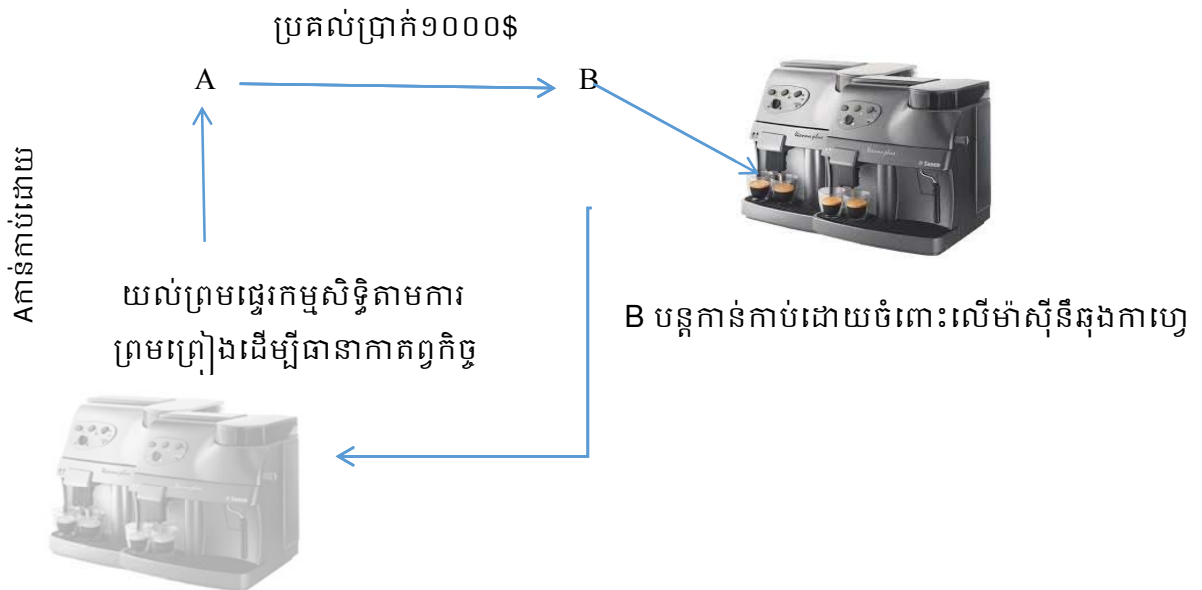 ប្រគល់ប្រាក់១០០០$
A
B
Aកាន់កាប់ដោយ
យល់ព្រមផ្ទេរកម្មសិទ្ធិតាមការ
ព្រមព្រៀងដើម្បីធានាកាតព្វកិច្ច
B បន្តកាន់កាប់ដោយចំពោះលើម៉ាស៊ីនឆុងកាហ្វេ